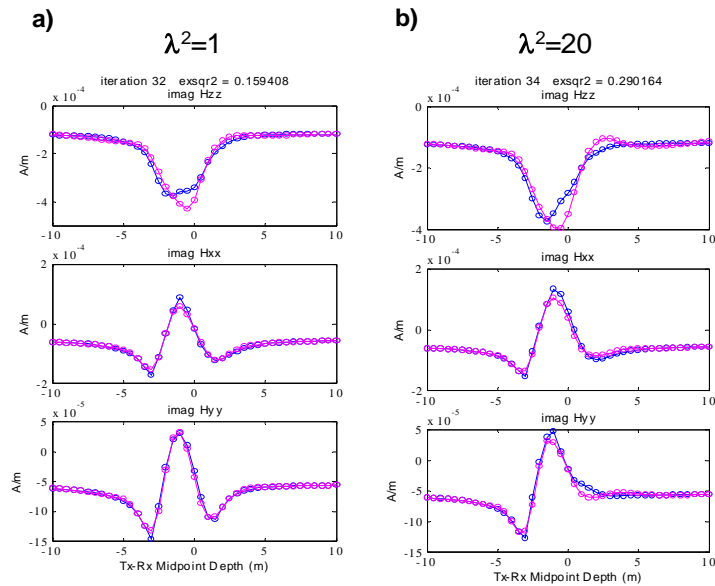 a)
λ²=1
iteration 32 exsqr2 = 0.159408
imag Hzz
x 10⁻⁴
0
-2
-4
A/m
-10 -5 0 5 10
imag Hxx
x 10⁻⁴
2
0
-2
A/m
-10 -5 0 5 10
imag Hyy
x 10⁻⁵
5
0
-5
-10
-15
A/m
-10 -5 0 5 10
Tx-Rx Midpoint Depth (m)
b)
λ²=20
iteration 34 exsqr2 = 0.290164
imag Hzz
x 10⁻⁴
0
-2
-4
A/m
-10 -5 0 5 10
imag Hxx
x 10⁻⁴
2
0
-2
A/m
-10 -5 0 5 10
imag Hyy
x 10⁻⁵
5
0
-5
-10
-15
A/m
-10 -5 0 5 10
Tx-Rx Midpoint Depth (m)